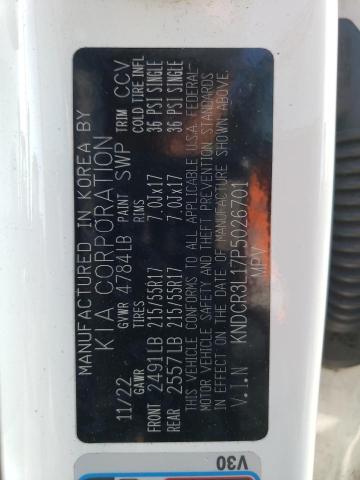 MANUFACTURED IN KOREA BY
KIA CORPORATION
11/22 GVWR 4784LB PAINT SWP TRIM CCV
GAWR TIRES RIMS COLD TIRE INFL
FRONT 2491LB 215/55R17 7.0JX17 36 PSI SINGLE
REAR 2557LB 215/55R17 7.0JX17 36 PSI SINGLE
THIS VEHICLE CONFORMS TO ALL APPLICABLE U.S.A. FEDERAL
MOTOR VEHICLE SAFETY AND THEFT PREVENTION STANDARDS
IN EFFECT ON THE DATE OF MANUFACTURE SHOWN ABOVE.
V.I.N KNDCR3L17P5026701
MPV
V30